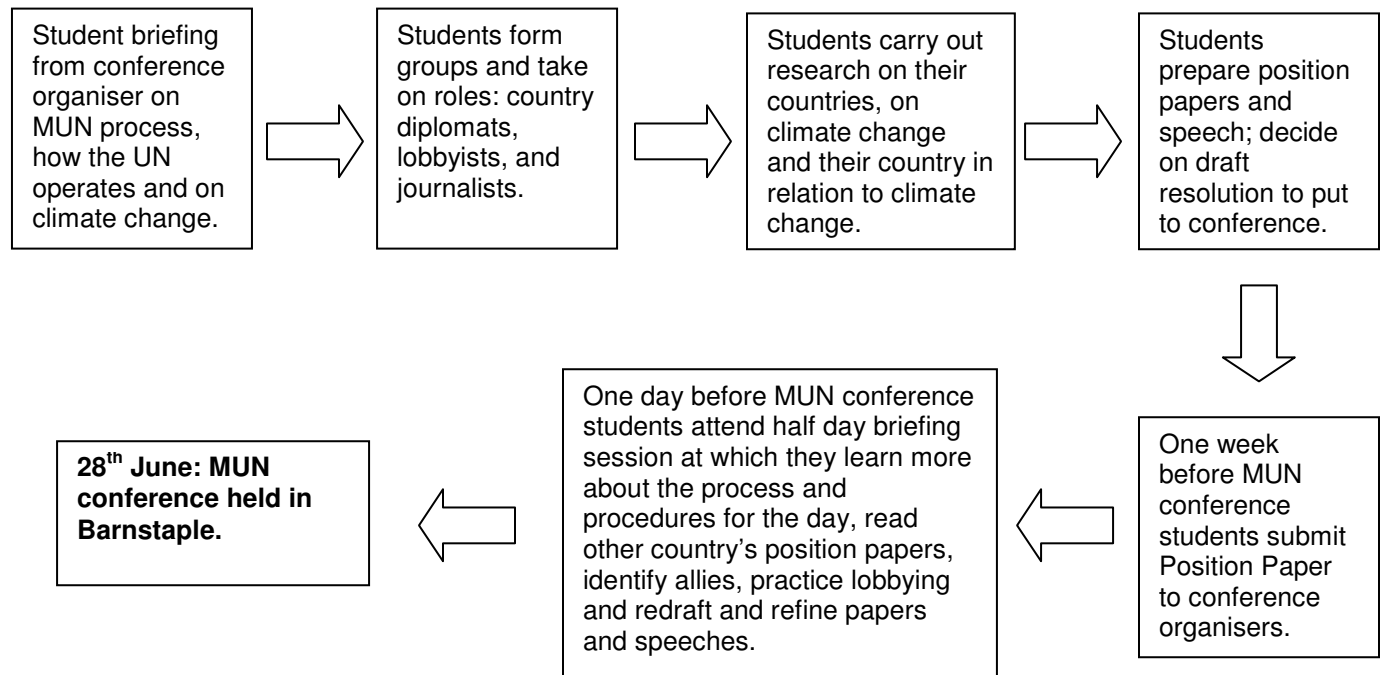 Student briefing
from conference
organiser on
MUN process,
how the UN
operates and on
climate change.
Students form
groups and take
on roles: country
diplomats,
lobbyists, and
journalists.
Students carry out
research on their
countries, on
climate change
and their country in
relation to climate
change.
Students
prepare position
papers and
speech; decide
on draft
resolution to put
to conference.
One week
before MUN
conference
students submit
Position Paper
to conference
organisers.
One day before MUN conference
students attend half day briefing
session at which they learn more
about the process and
procedures for the day, read
other country’s position papers,
identify allies, practice lobbying
and redraft and refine papers
and speeches.
28th June: MUN
conference held in
Barnstaple.